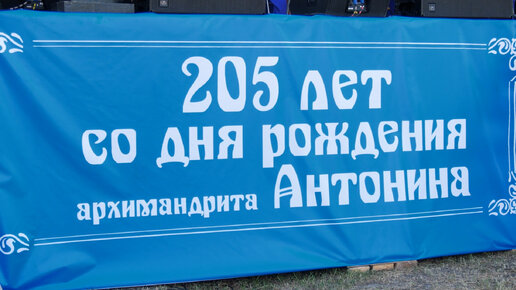 205 лет
со дня рождения
архимандрита Антонина